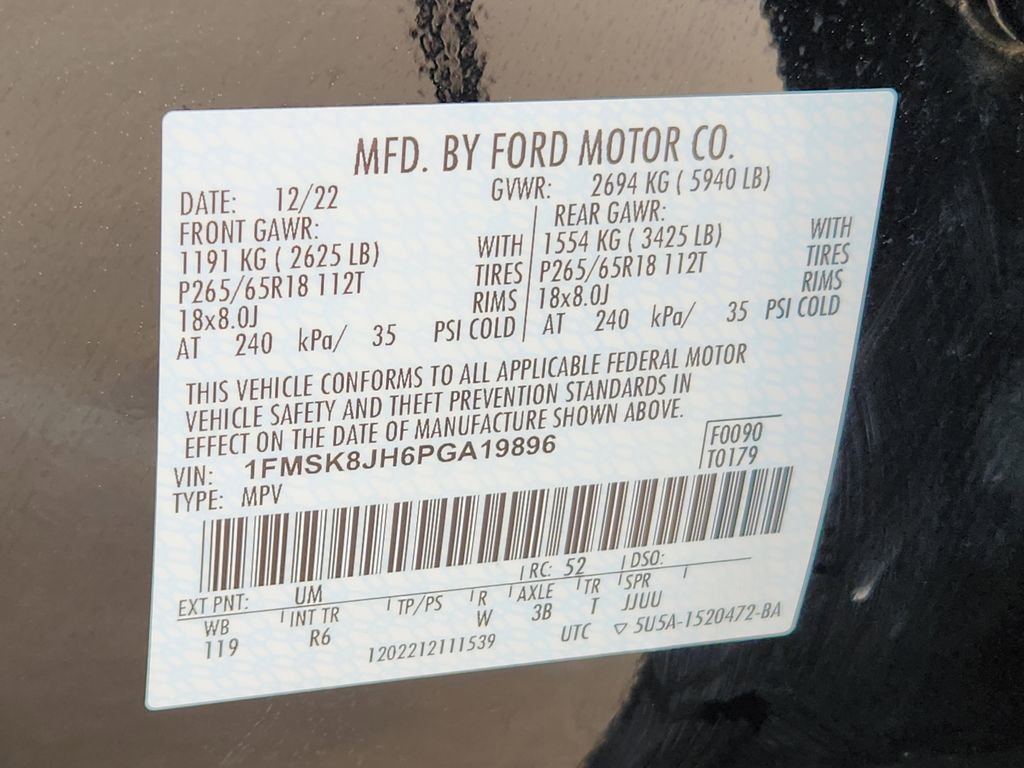 MFD. BY FORD MOTOR CO.
DATE: 12/22 GVWR: 2694 KG ( 5940 LB)
FRONT GAWR: REAR GAWR:
1191 KG ( 2625 LB) WITH 1554 KG ( 3425 LB) WITH
P265/65R18 112T TIRES P265/65R18 112T TIRES
18x8.0J RIMS 18x8.0J RIMS
AT 240 kPa/ 35 PSI COLD AT 240 kPa/ 35 PSI COLD
THIS VEHICLE CONFORMS TO ALL APPLICABLE FEDERAL MOTOR
VEHICLE SAFETY AND THEFT PREVENTION STANDARDS IN
EFFECT ON THE DATE OF MANUFACTURE SHOWN ABOVE.
VIN: 1FMSK8JH6PGA19896 F0090
TYPE: MPV T0179
EXT PNT: UM RC: 52 DSO:
WB INT TR TP/PS R AXLE TR SPR
119 R6 W 3B T JJUU
1202212111539 UTC ▽ 5U5A-1520472-BA